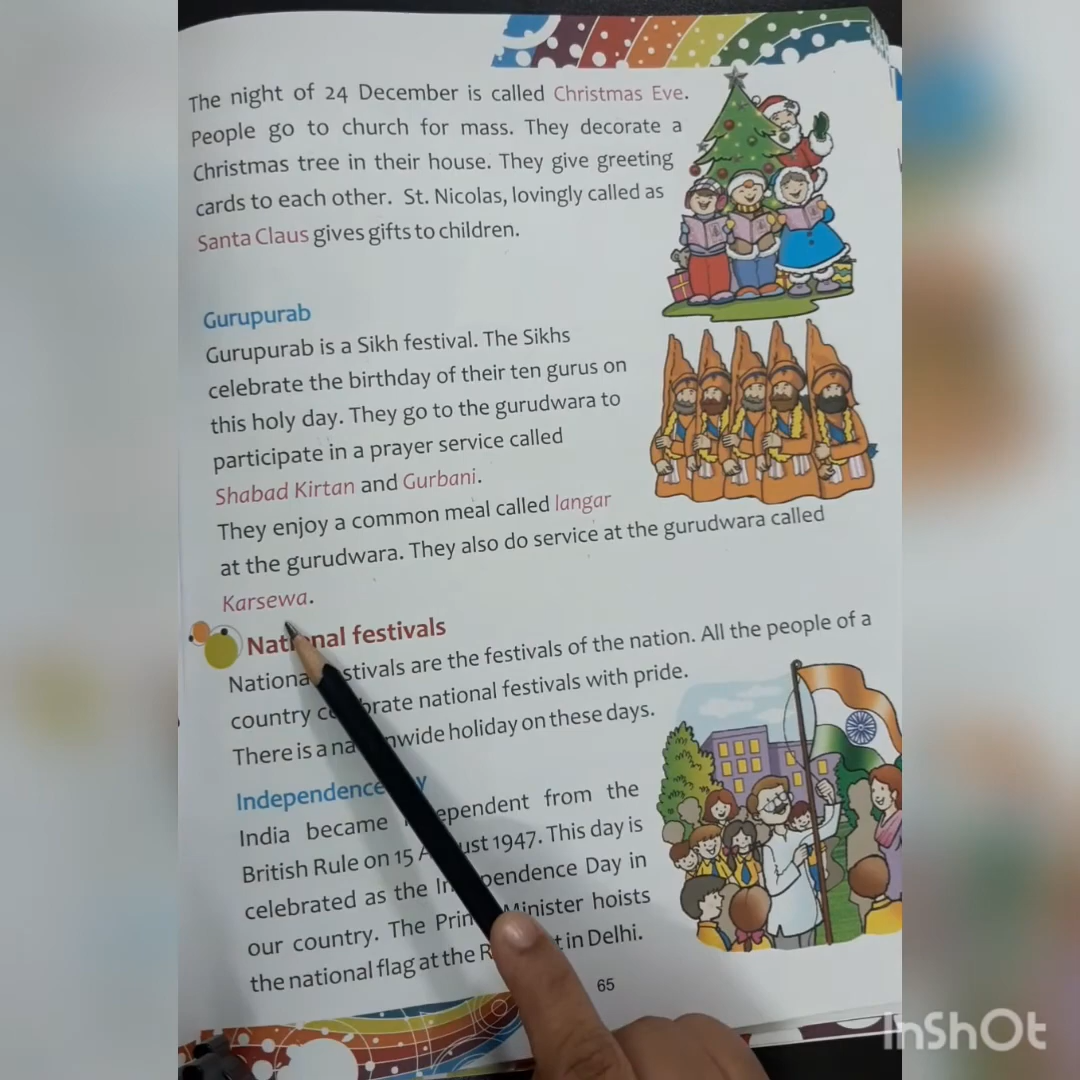 The night of 24 December is called Christmas Eve.
People go to church for mass. They decorate a
Christmas tree in their house. They give greeting
cards to each other. St. Nicolas, lovingly called as
Santa Claus gives gifts to children.
Gurupurab
Gurupurab is a Sikh festival. The Sikhs
celebrate the birthday of their ten gurus on
this holy day. They go to the gurudwara to
participate in a prayer service called
Shabad Kirtan and Gurbani.
They enjoy a common meal called langar
at the gurudwara. They also do service at the gurudwara called
Karsewa.
National festivals
National festivals are the festivals of the nation. All the people of a
country celebrate national festivals with pride.
There is a nationwide holiday on these days.
Independence Day
India became independent from the
British Rule on 15 August 1947. This day is
celebrated as the Independence Day in
our country. The Prime Minister hoists
the national flag at the Red Fort in Delhi.
65
InShOt